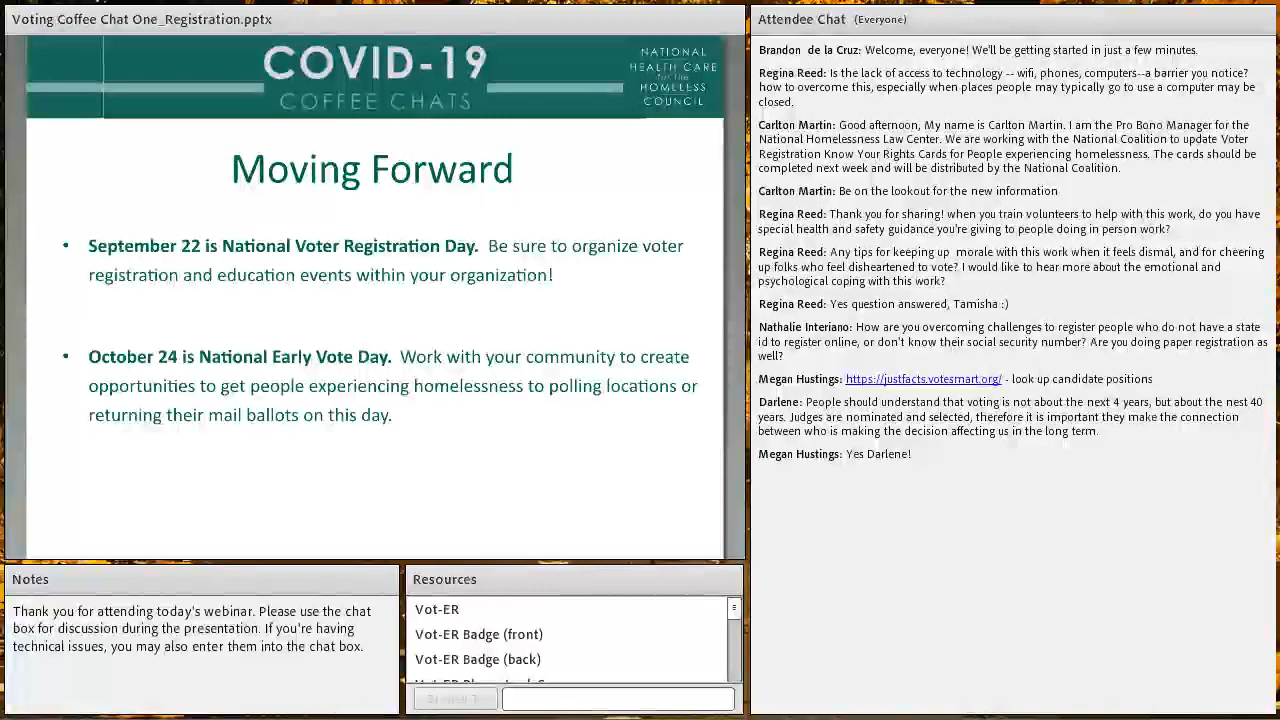 Voting Coffee Chat One_Registration.pptx
COVID-19
COFFEE CHATS
NATIONAL
HEALTH CARE
for the
HOMELESS
COUNCIL
Moving Forward
• September 22 is National Voter Registration Day. Be sure to organize voter
registration and education events within your organization!
• October 24 is National Early Vote Day. Work with your community to create
opportunities to get people experiencing homelessness to polling locations or
returning their mail ballots on this day.
Notes
Thank you for attending today's webinar. Please use the chat
box for discussion during the presentation. If you're having
technical issues, you may also enter them into the chat box.
Resources
Vot-ER
Vot-ER Badge (front)
Vot-ER Badge (back)
Attendee Chat (Everyone)
Brandon de la Cruz: Welcome, everyone! We'll be getting started in just a few minutes.
Regina Reed: Is the lack of access to technology -- wifi, phones, comnuters--a barrier you notice?
how to overcome this, especially when places people may typically go to use a computer may be
closed.
Carlton Martin: Good afternoon, My name is Carlton Martin. I am the Pro Bono Manager for the
National Homelessness Law Center. We are working with the National Coalition to update Voter
Registration Know Your Rights Cards for People experiencing homelessness. The cards should be
completed next week and will be distributed by the National Coalition.
Carlton Martin: Be on the lookout for the new information
Regina Reed: Thank you for sharing! when you train volunteers to help with this work, do you have
special health and safety guidance you're giving to people doing in person work?
Regina Reed: Any tips for keeping up morale with this work when it feels dismal, and for cheering
up folks who feel disheartened to vote? I would like to hear more about the emotional and
psychological coping with this work?
Regina Reed: Yes question answered, Tamisha :)
Nathalie Interiano: How are you overcoming challenges to register people who do not have a state
id to register online, or don't know their social security number? Are you doing paper registration as
well?
Megan Hustings: https://justfacts.votesmart.org/ - look up candidate positions
Darlene: People should understand that voting is not about the next 4 years, but about the nest 40
years. Judges are nominated and selected, therefore it is important they make the connection
between who is making the decision affecting us in the long term.
Megan Hustings: Yes Darlene!